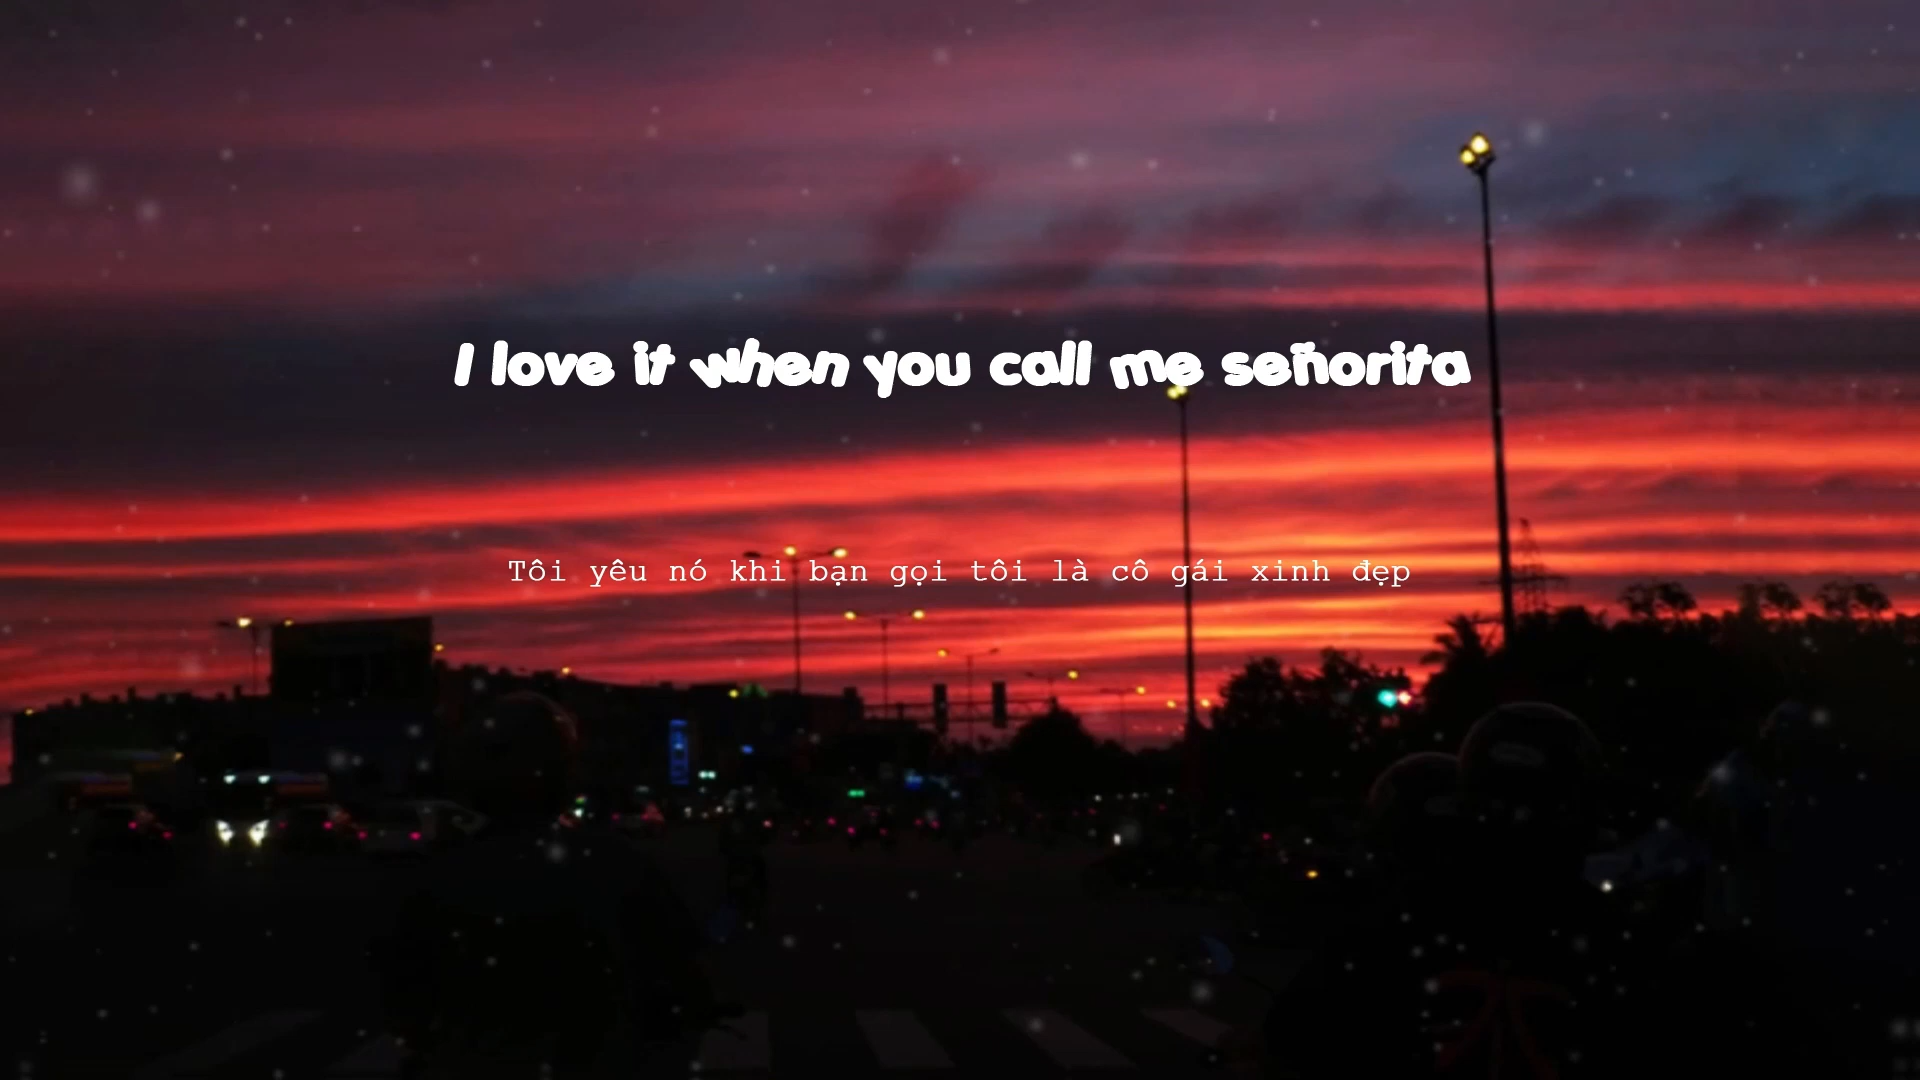 I love it when you call me señorita
Tôi yêu nó khi bạn gọi tôi là cô gái xinh đẹp